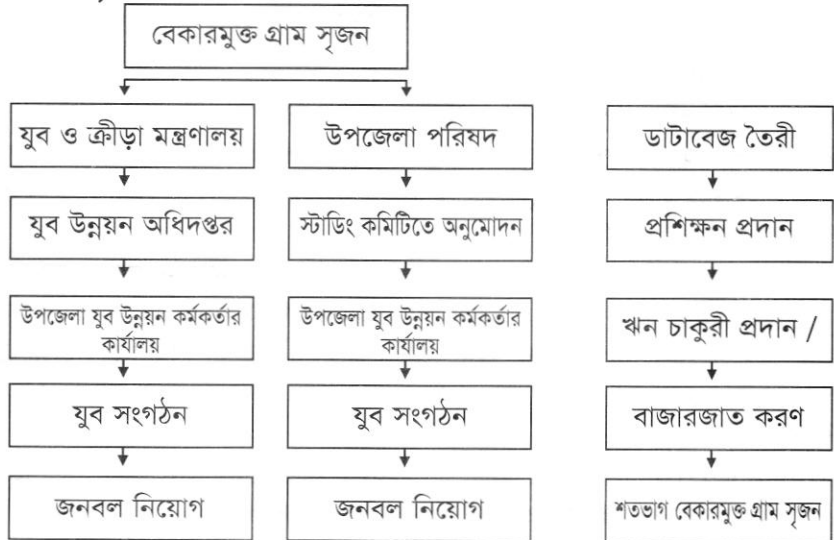 বেকারমুক্ত গ্রাম সৃজন
যুব ও ক্রীড়া মন্ত্রণালয়
উপজেলা পরিষদ
ডাটাবেজ তৈরী
যুব উন্নয়ন অধিদপ্তর
স্টাডিং কমিটিতে অনুমোদন
প্রশিক্ষন প্রদান
উপজেলা যুব উন্নয়ন কর্মকর্তার
কার্যালয়
উপজেলা যুব উন্নয়ন কর্মকর্তার
কার্যালয়
ঋন চাকুরী প্রদান /
যুব সংগঠন
যুব সংগঠন
বাজারজাত করণ
জনবল নিয়োগ
জনবল নিয়োগ
শতভাগ বেকারমুক্ত গ্রাম সৃজন